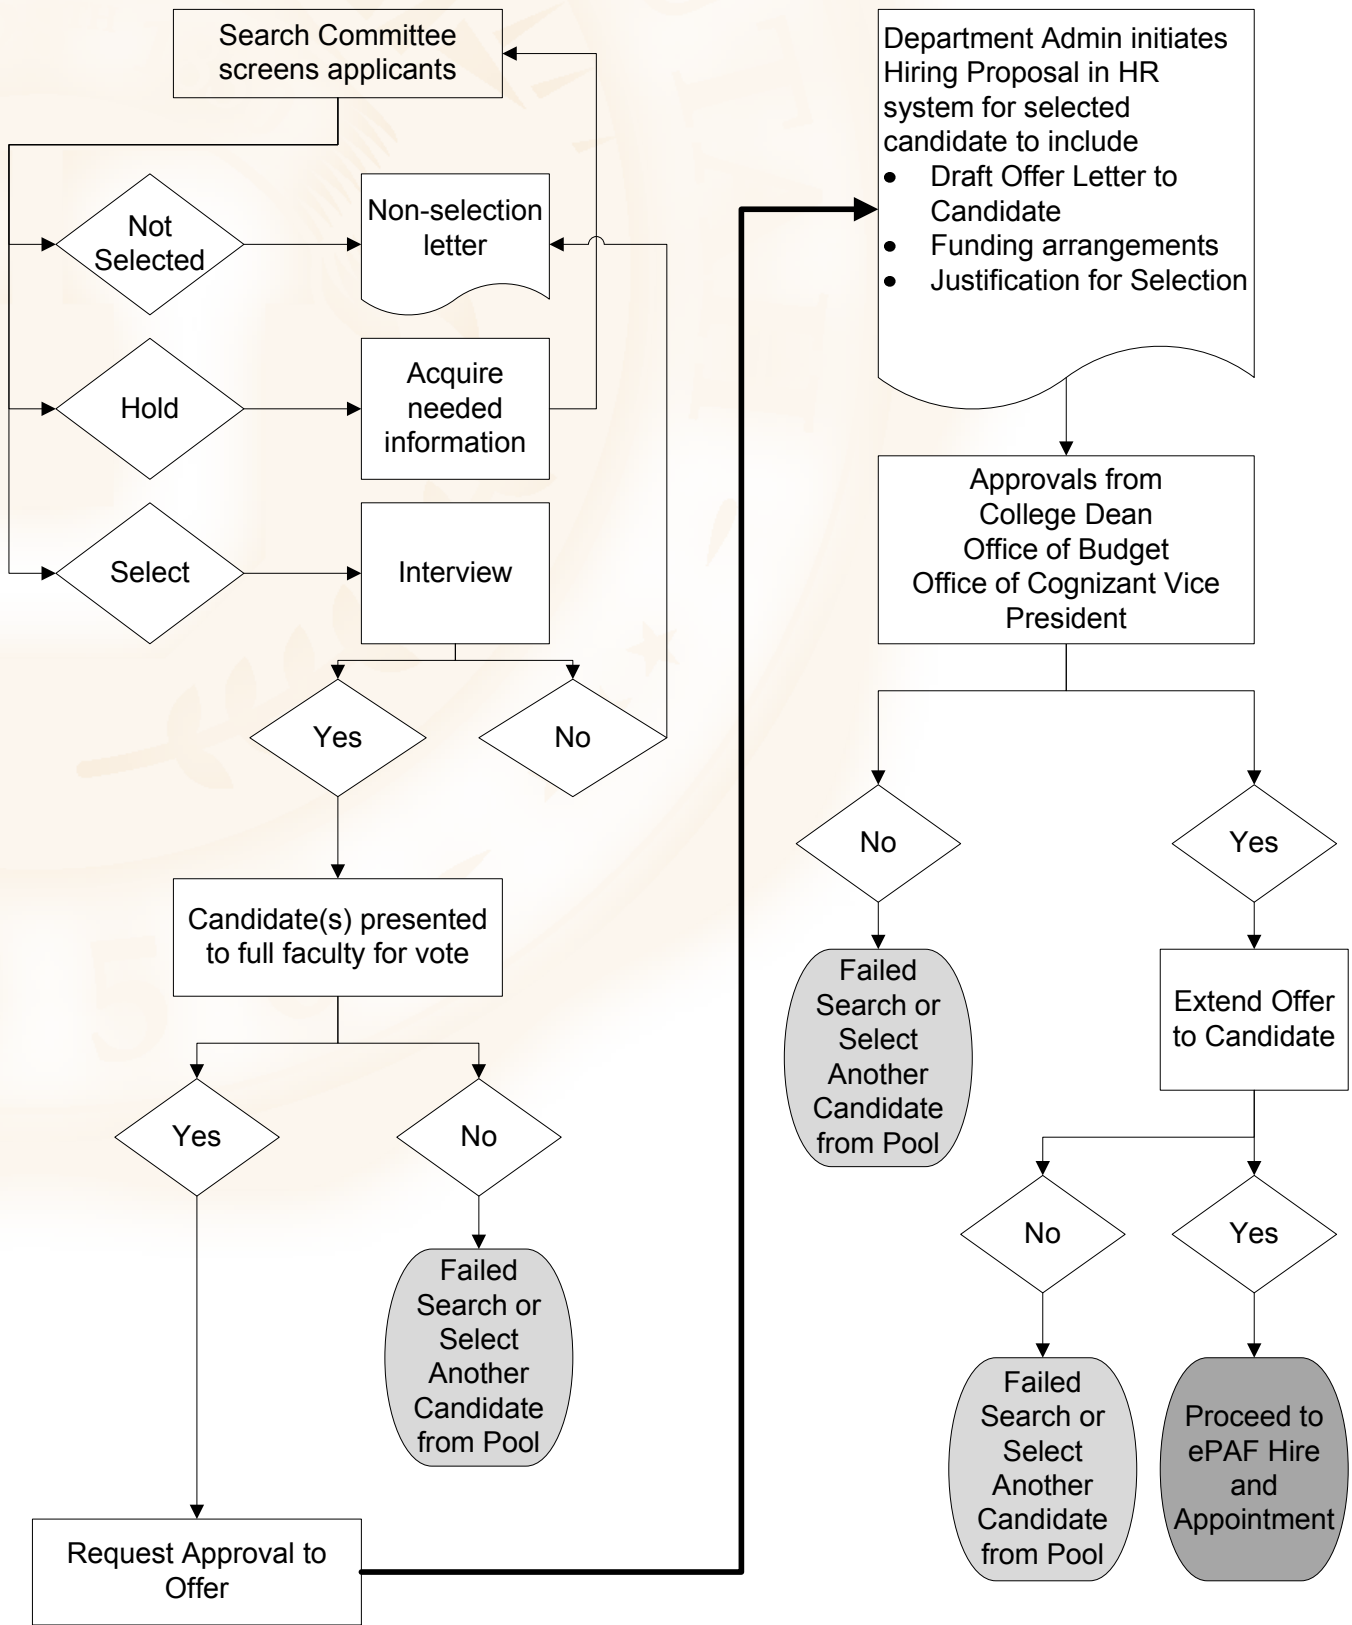 Search Committee
screens applicants
Not
Selected
Non-selection
letter
Hold
Acquire
needed
information
Select
Interview
Yes
No
Candidate(s) presented
to full faculty for vote
Yes
No
Failed
Search or
Select
Another
Candidate
from Pool
Request Approval to
Offer
Department Admin initiates
Hiring Proposal in HR
system for selected
candidate to include
• Draft Offer Letter to
Candidate
• Funding arrangements
• Justification for Selection
Approvals from
College Dean
Office of Budget
Office of Cognizant Vice
President
No
Yes
Failed
Search or
Select
Another
Candidate
from Pool
Extend Offer
to Candidate
No
Yes
Failed
Search or
Select
Another
Candidate
from Pool
Proceed to
ePAF Hire
and
Appointment